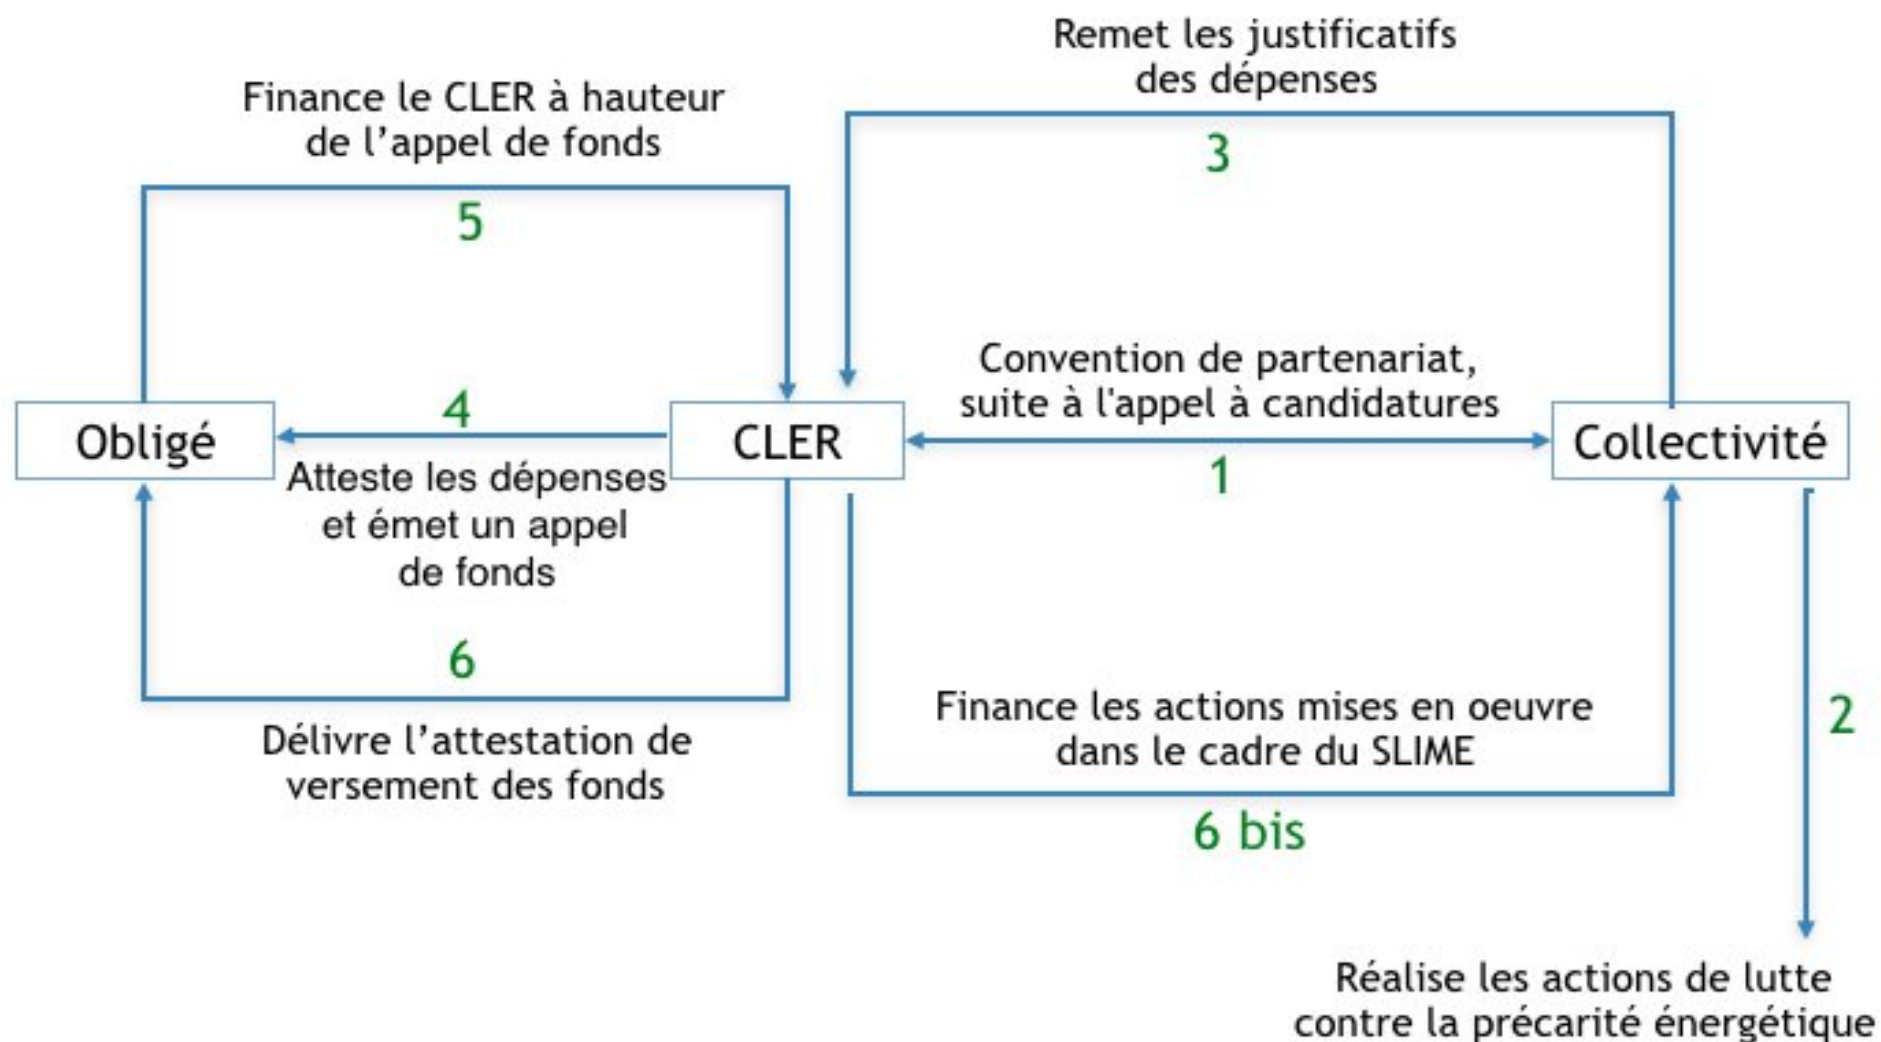 Remet les justificatifs
des dépenses
3
Finance le CLER à hauteur
de l’appel de fonds
5
Convention de partenariat,
suite à l'appel à candidatures
1
4
Obligé
CLER
Collectivité
Atteste les dépenses
et émet un appel
de fonds
6
Délivre l’attestation de
versement des fonds
Finance les actions mises en oeuvre
dans le cadre du SLIME
6 bis
2
Réalise les actions de lutte
contre la précarité énergétique